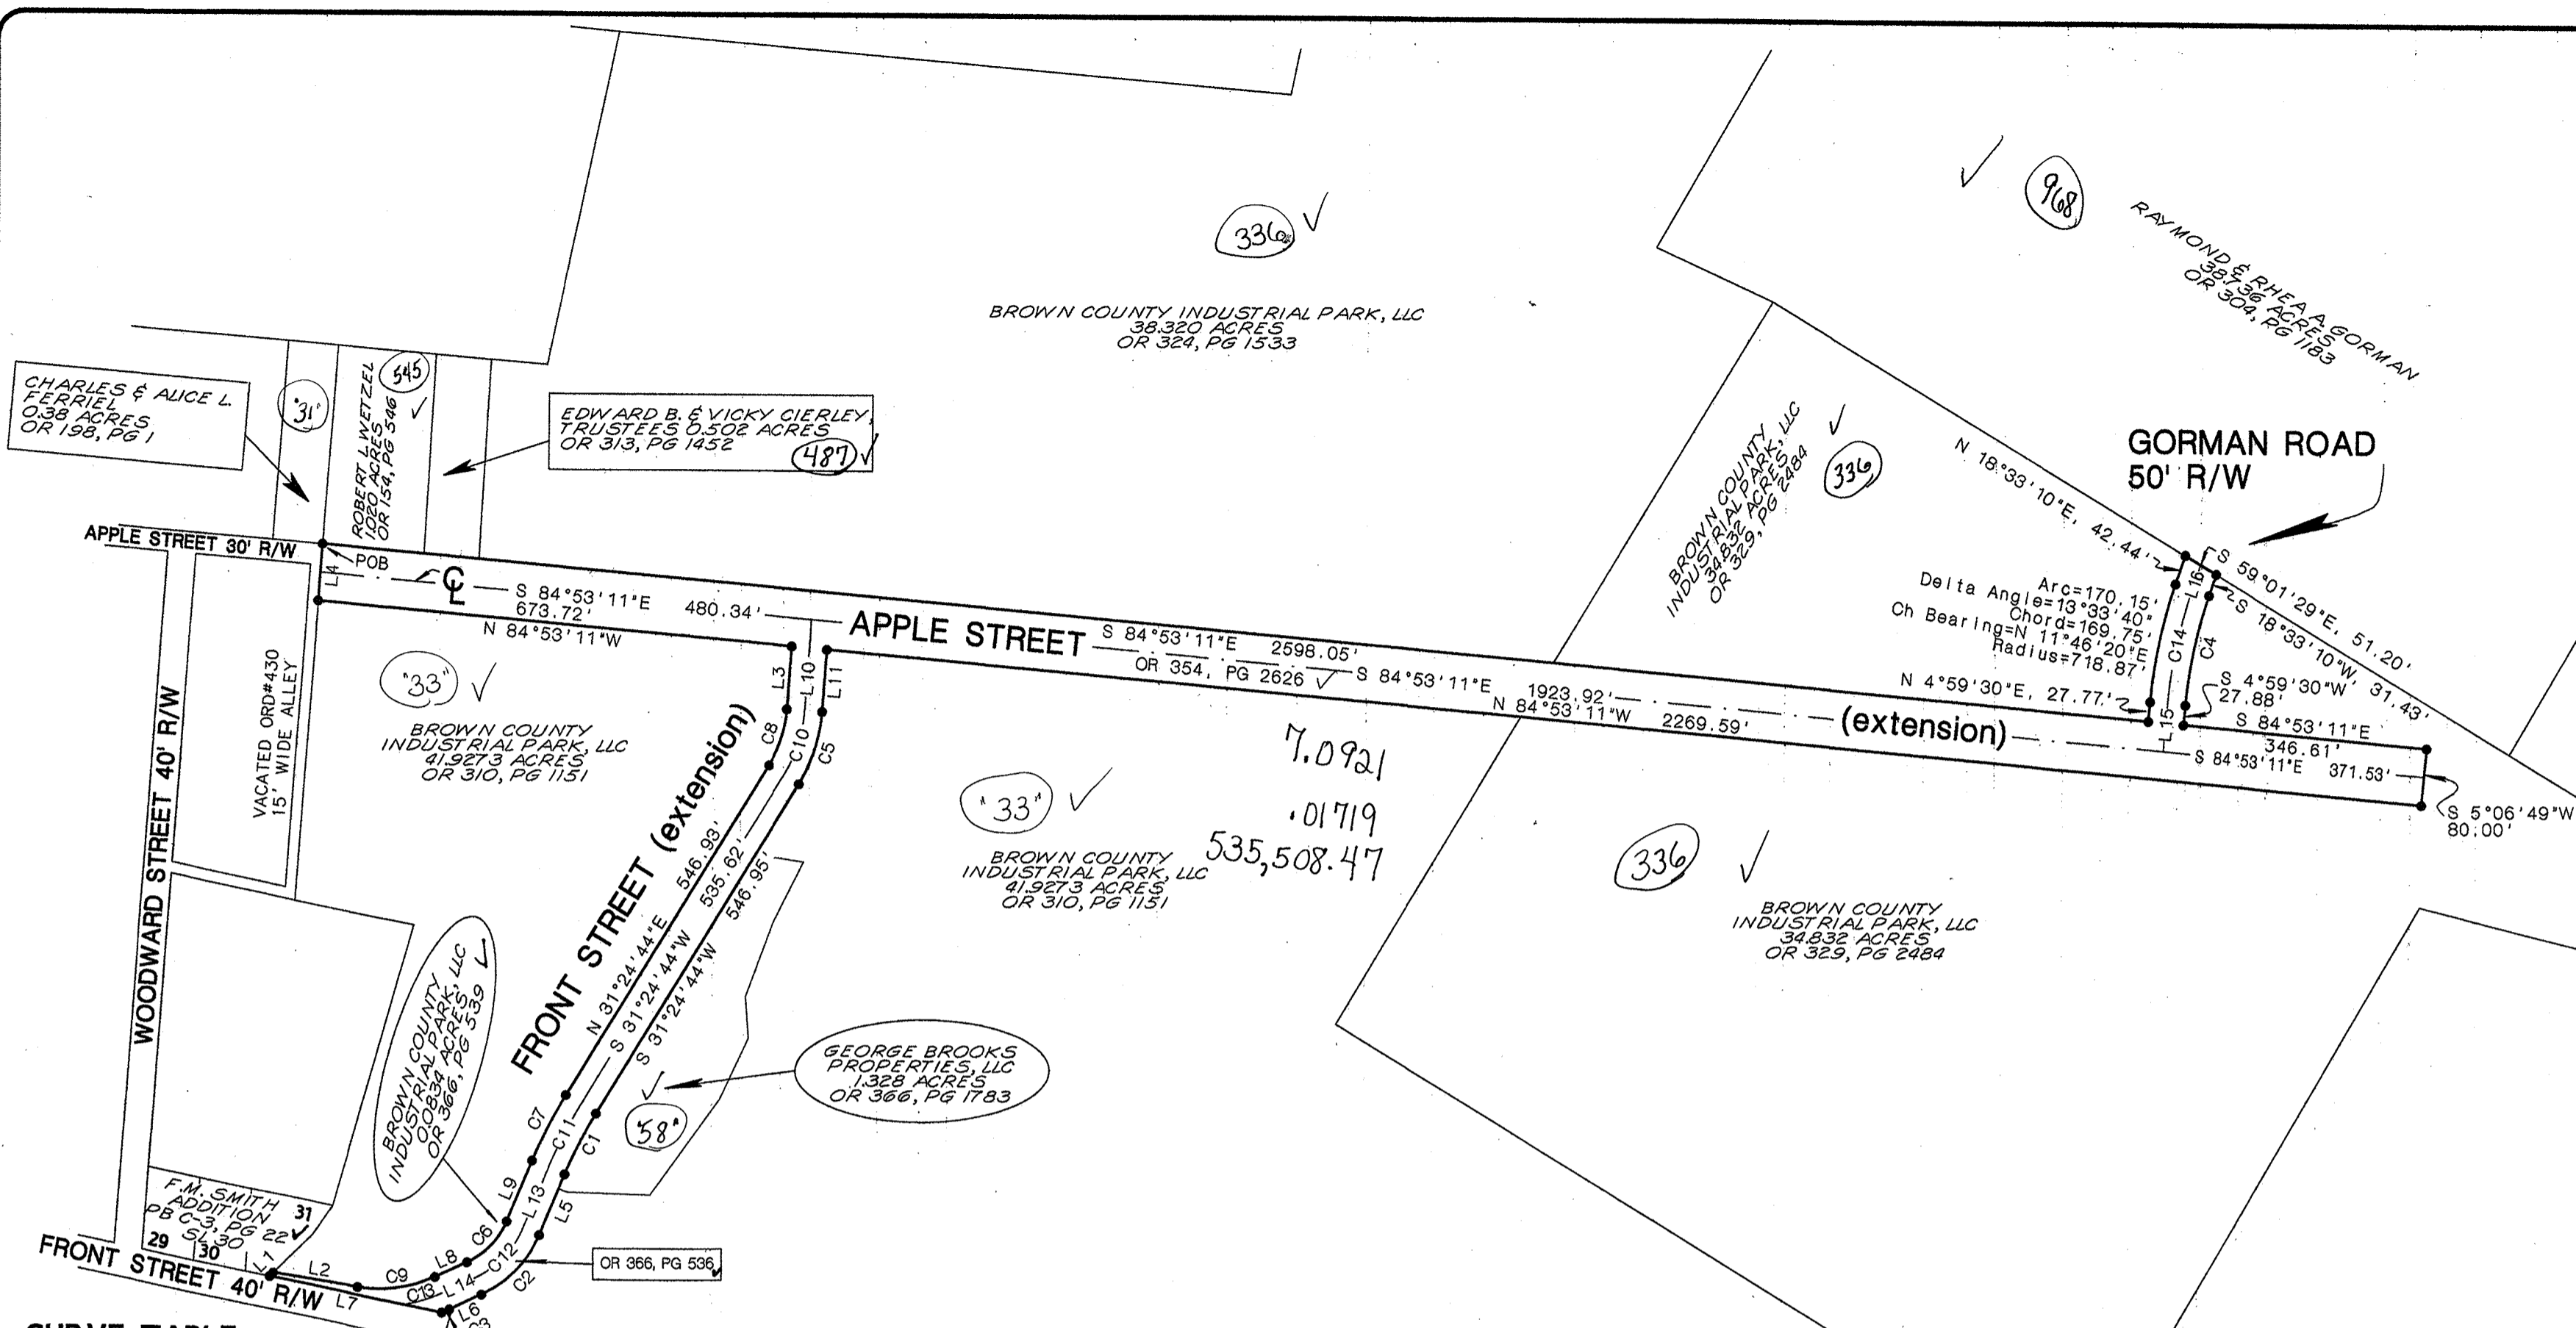 336
BROWN COUNTY INDUSTRIAL PARK, LLC
38.320 ACRES
OR 324, PG 1533
968
RAYMOND & RHEA A. GORMAN
38.736 ACRES
OR 304, PG 1183
CHARLES & ALICE L.
FERRIEL
0.38 ACRES
OR 198, PG 1
"31"
ROBERT L. WETZEL
1.020 ACRES
OR 154, PG 546
545
EDWARD B. & VICKY CIERLEY,
TRUSTEES 0.502 ACRES
OR 313, PG 1452
487
BROWN COUNTY
INDUSTRIAL PARK, LLC
34.832 ACRES
OR 329, PG 2484
336
GORMAN ROAD
50' R/W
N 18°33'10"E, 42.44'
S 59°01'29"E, 51.20'
S 18°33'10"W, 31.43'
L16
Arc=170.15'
Delta Angle=13°33'40"
Chord=169.75'
Ch Bearing=N 11°46'20"E
Radius=718.87'
C14
C4
N 4°59'30"E, 27.77'
S 4°59'30"W
27.88'
L15
S 84°53'11"E
346.61'
S 84°53'11"E 371.53'
S 5°06'49"W
80.00'
APPLE STREET 30' R/W
POB
L4
CL
S 84°53'11"E 480.34'
673.72'
N 84°53'11"W
APPLE STREET
S 84°53'11"E 2598.05'
OR 354, PG 2626
S 84°53'11"E 1923.92'
N 84°53'11"W 2269.59'
(extension)
WOODWARD STREET 40' R/W
VACATED ORD#430
15' WIDE ALLEY
"33"
BROWN COUNTY
INDUSTRIAL PARK, LLC
41.9273 ACRES
OR 310, PG 1151
L3
L10
L11
C8
C10
C5
FRONT STREET (extension)
N 31°24'44"E 546.93'
S 31°24'44"W 535.62'
S 31°24'44"W 546.95'
"33"
BROWN COUNTY
INDUSTRIAL PARK, LLC
41.9273 ACRES
OR 310, PG 1151
7.0921
.01719
535,508.47
336
BROWN COUNTY
INDUSTRIAL PARK, LLC
34.832 ACRES
OR 329, PG 2484
BROWN COUNTY
INDUSTRIAL PARK, LLC
0.0834 ACRES
OR 366, PG 539
GEORGE BROOKS
PROPERTIES, LLC
1.328 ACRES
OR 366, PG 1783
"58"
C7
C11
C1
L9
L13
L5
C6
C12
C2
L8
L14
L6
C9
C13
L2
L7
L1
OR 366, PG 536
F.M. SMITH
ADDITION
PB C-3, PG 22
SL 30
31
29
30
FRONT STREET 40' R/W
C3
CURVE TABLE